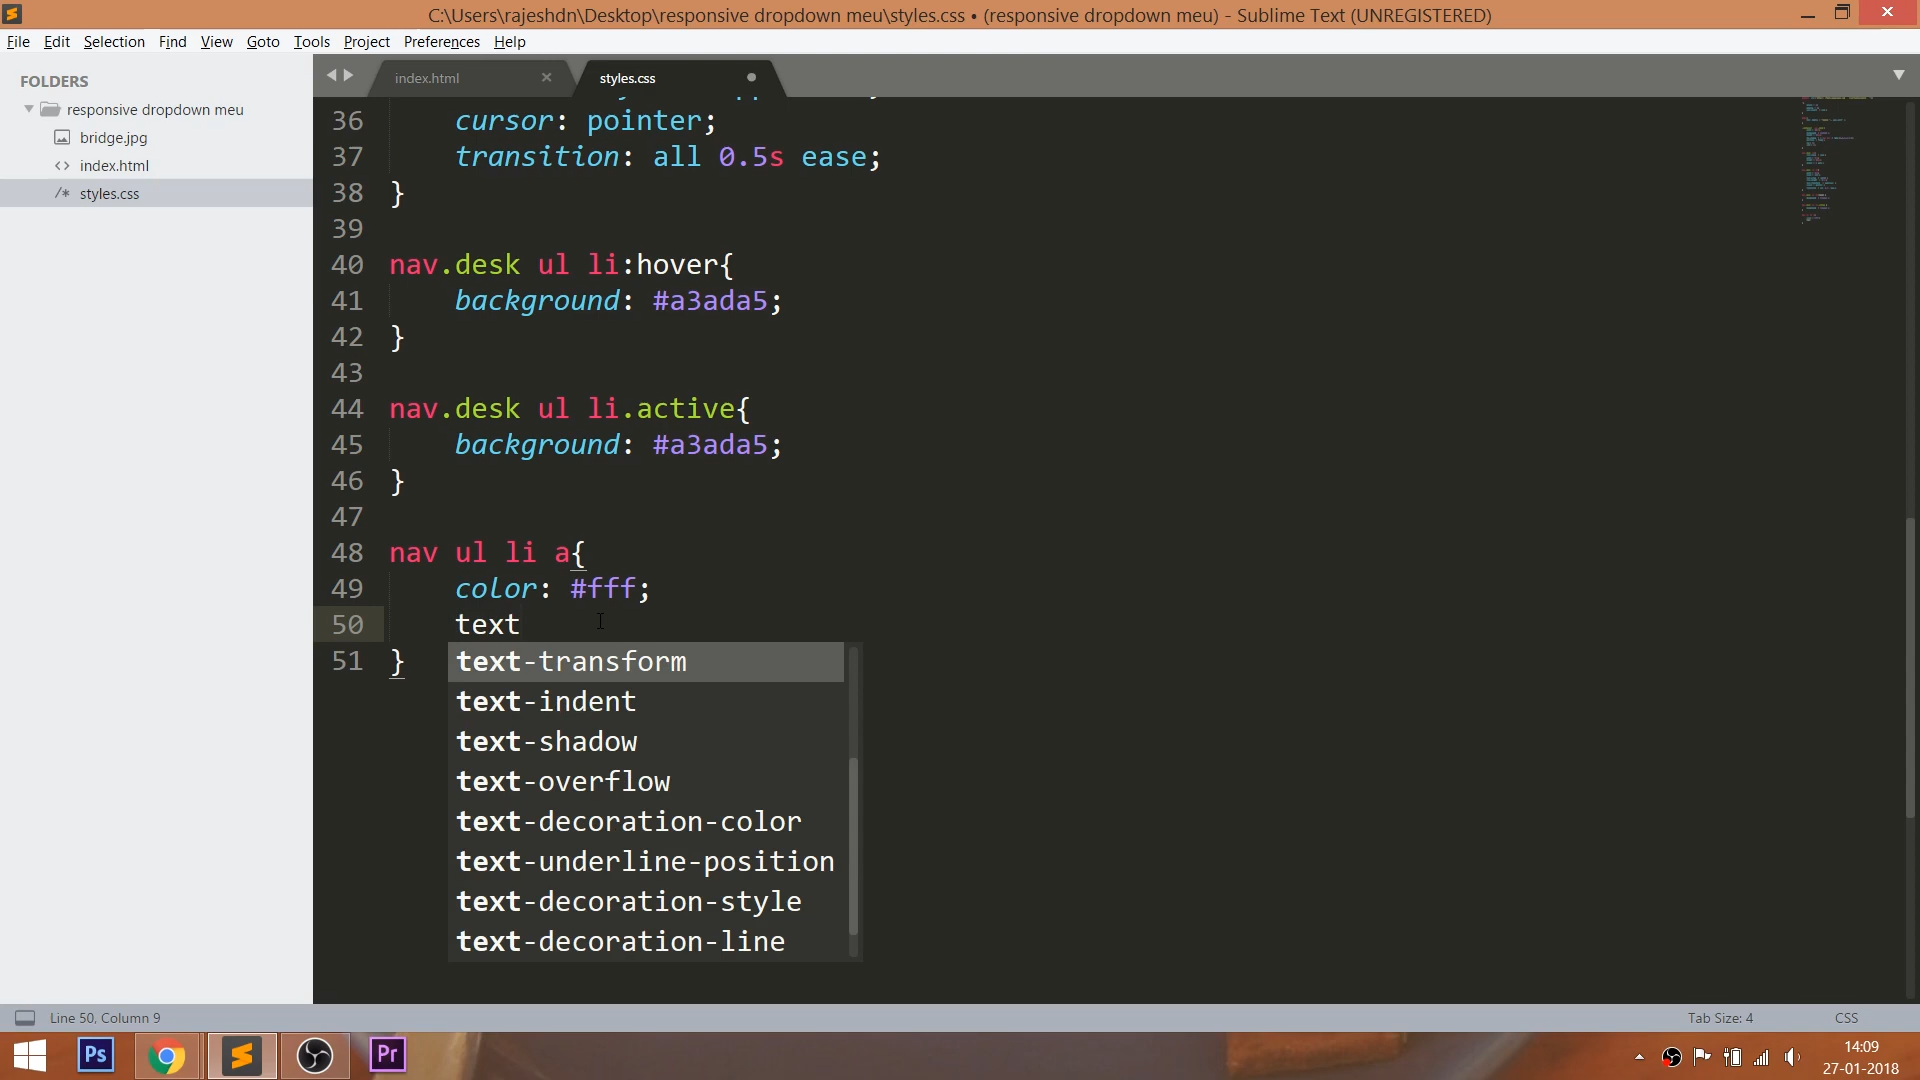 C:\Users\rajeshdn\Desktop\responsive dropdown meu\styles.css • (responsive dropdown meu) - Sublime Text (UNREGISTERED)
File Edit Selection Find View Goto Tools Project Preferences Help
FOLDERS
responsive dropdown meu
bridge.jpg
<> index.html
/* styles.css
index.html
styles.css
36 cursor: pointer;
37 transition: all 0.5s ease;
38 }
39
40 nav.desk ul li:hover{
41 background: #a3ada5;
42 }
43
44 nav.desk ul li.active{
45 background: #a3ada5;
46 }
47
48 nav ul li a{
49 color: #fff;
50 text
51 }
text-transform
text-indent
text-shadow
text-overflow
text-decoration-color
text-underline-position
text-decoration-style
text-decoration-line
Line 50, Column 9
Tab Size: 4
CSS
Ps
Pr
14:09
27-01-2018